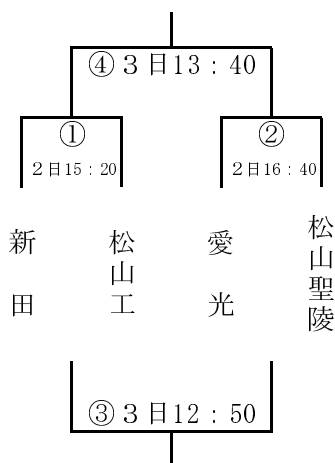 ④３日13：40
①
②
２日15：20
２日16：40
新田
松山工
愛光
松山聖陵
③３日12：50